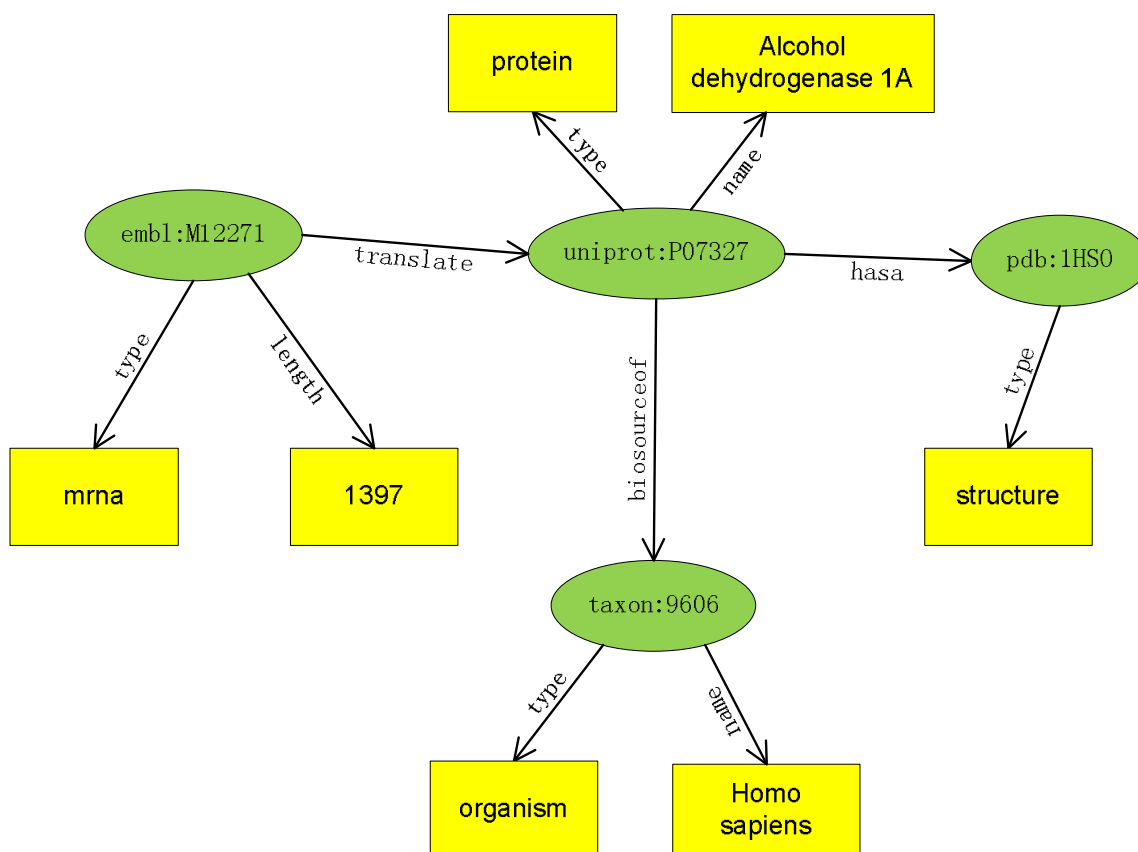 protein
Alcohol
dehydrogenase 1A
type
name
embl:M12271
translate
uniprot:P07327
hasa
pdb:1HSO
type
length
biosourceof
type
mrna
1397
structure
taxon:9606
type
name
organism
Homo
sapiens